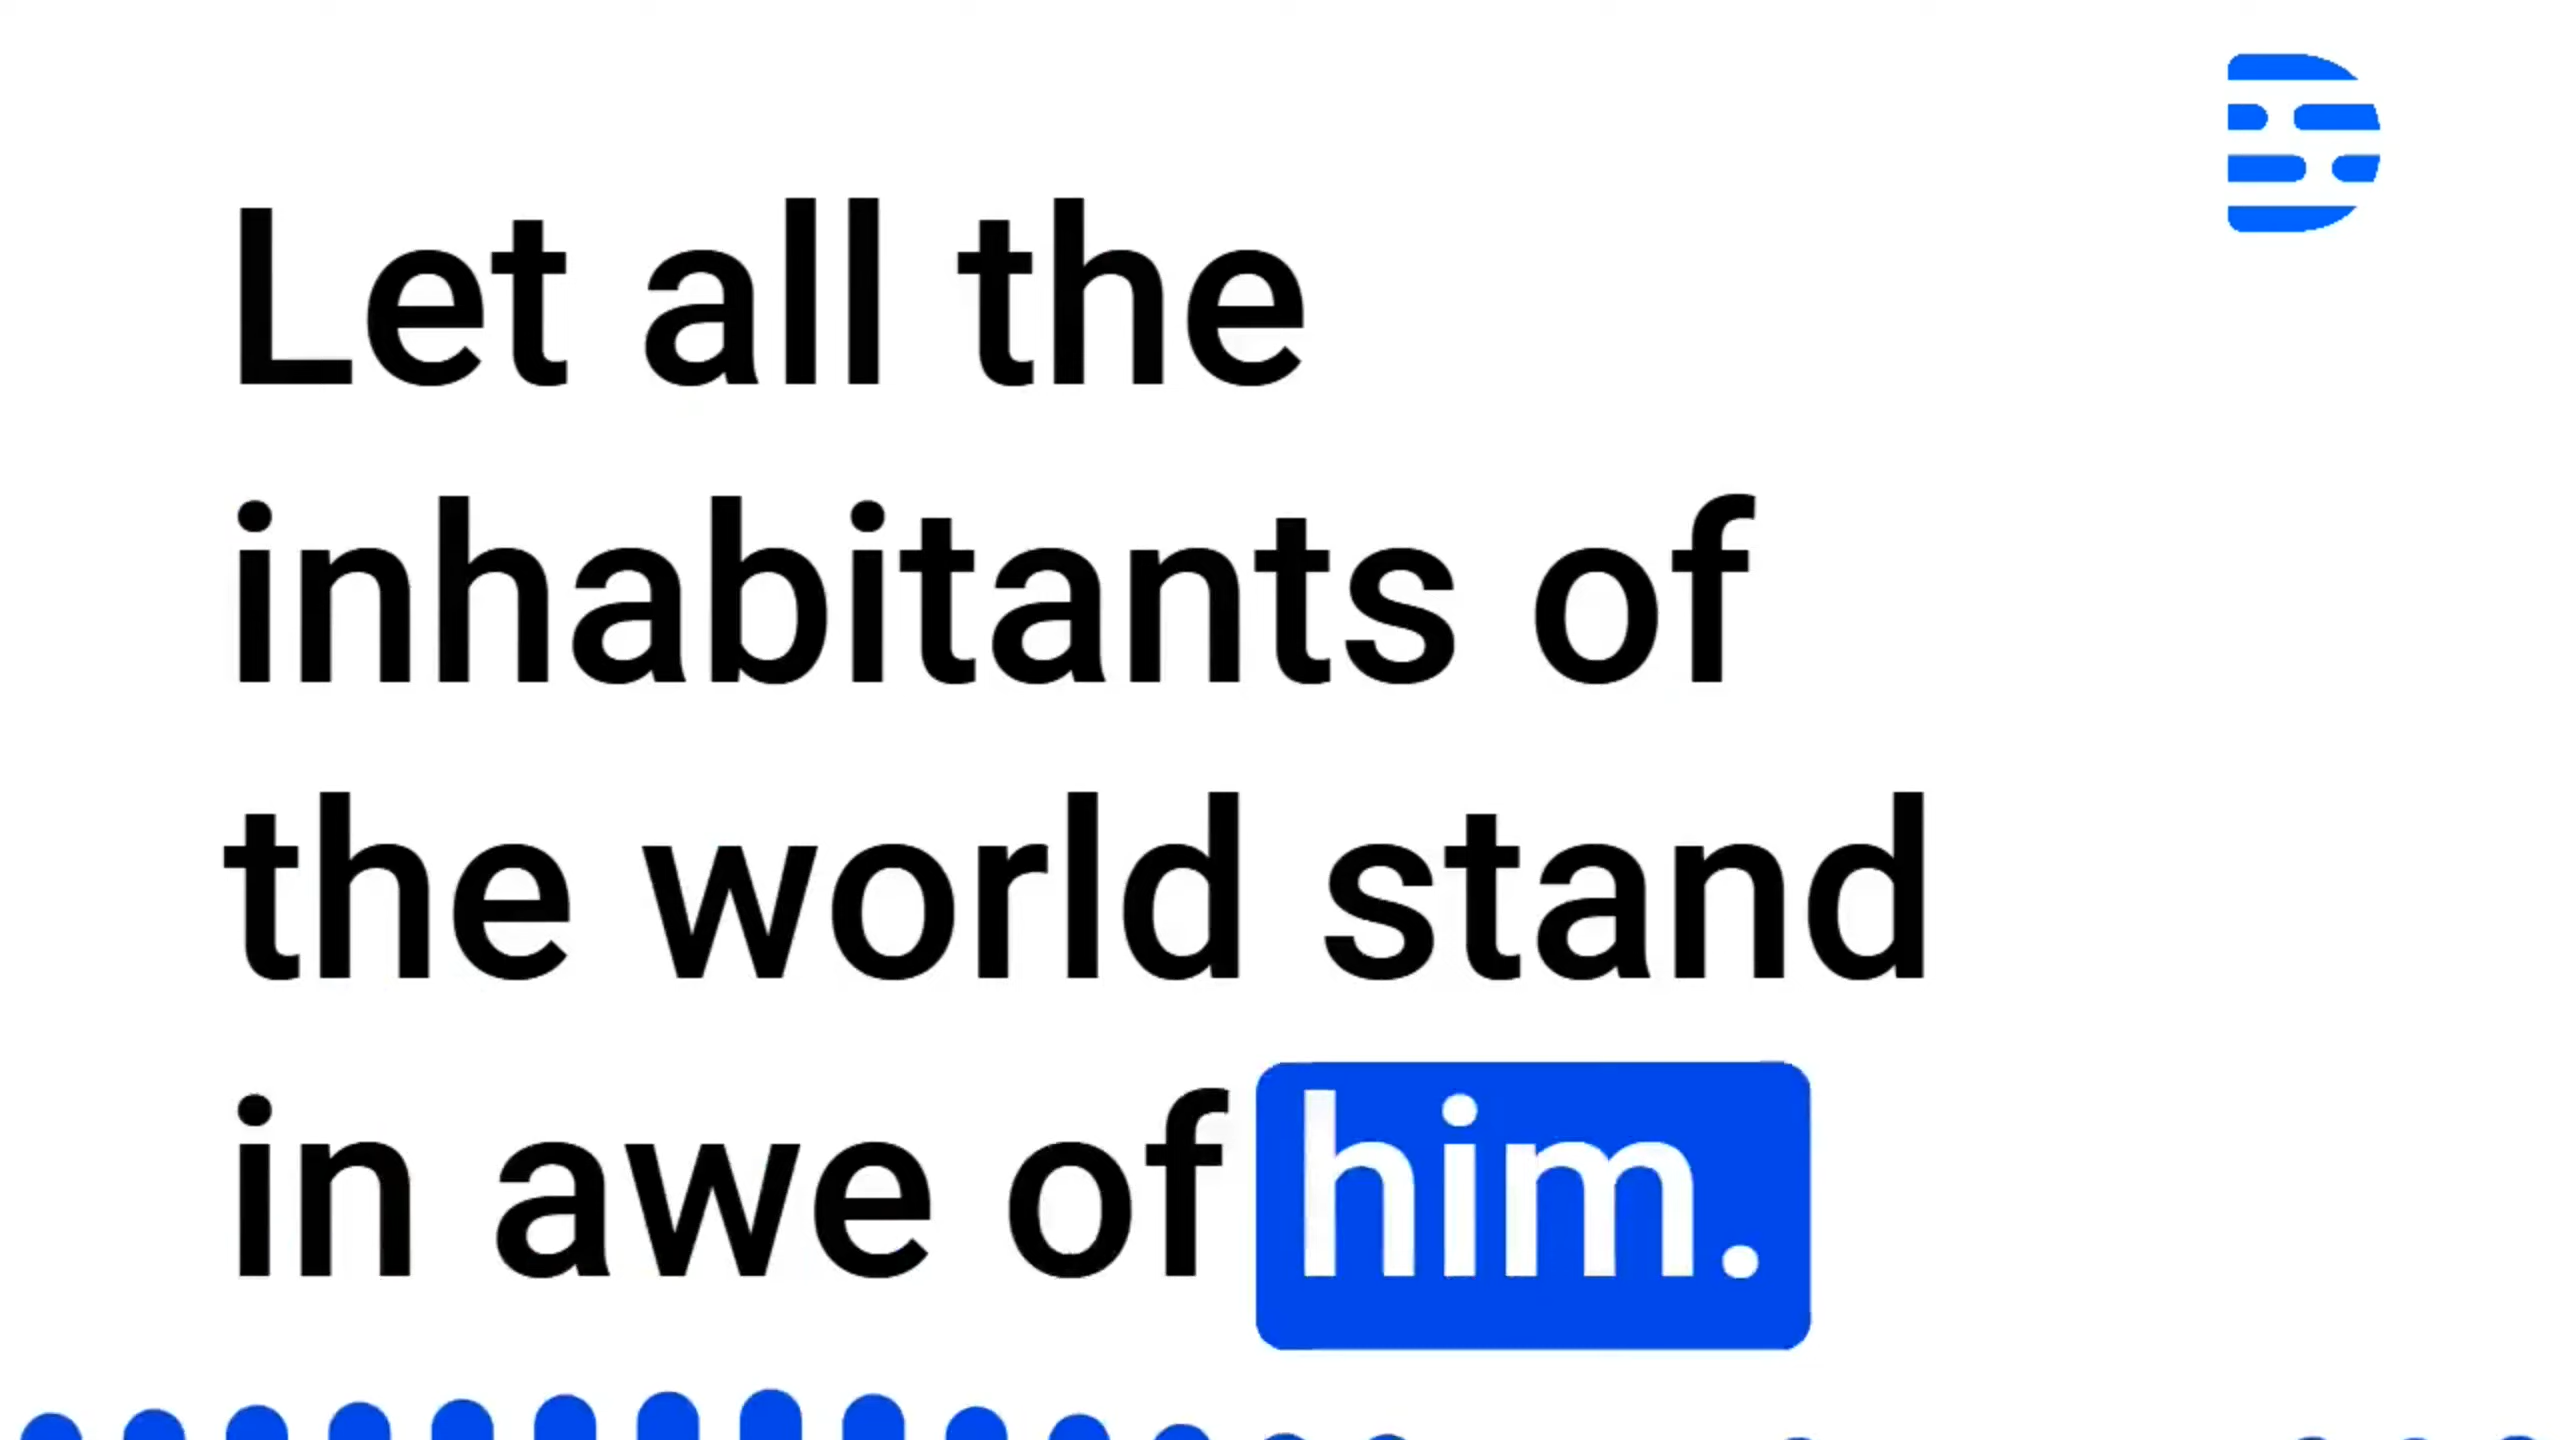 Let all the
inhabitants of
the world stand
in awe of him.